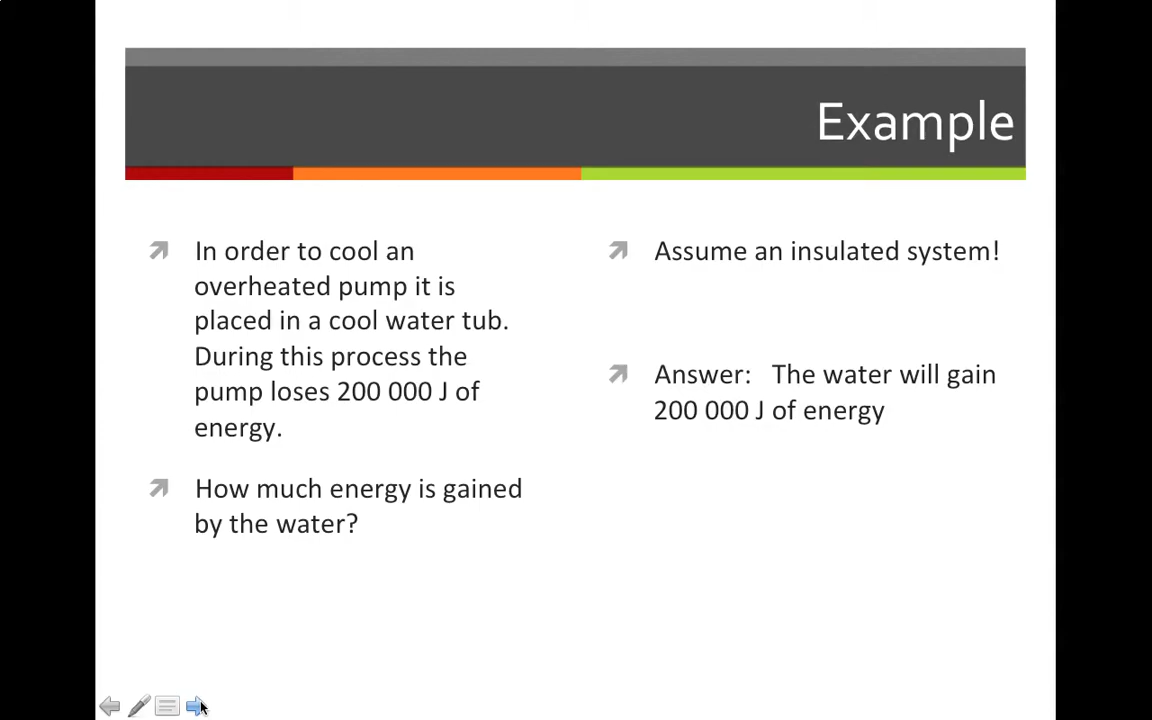 Example
In order to cool an
overheated pump it is
placed in a cool water tub.
During this process the
pump loses 200 000 J of
energy.
How much energy is gained
by the water?
Assume an insulated system!
Answer: The water will gain
200 000 J of energy